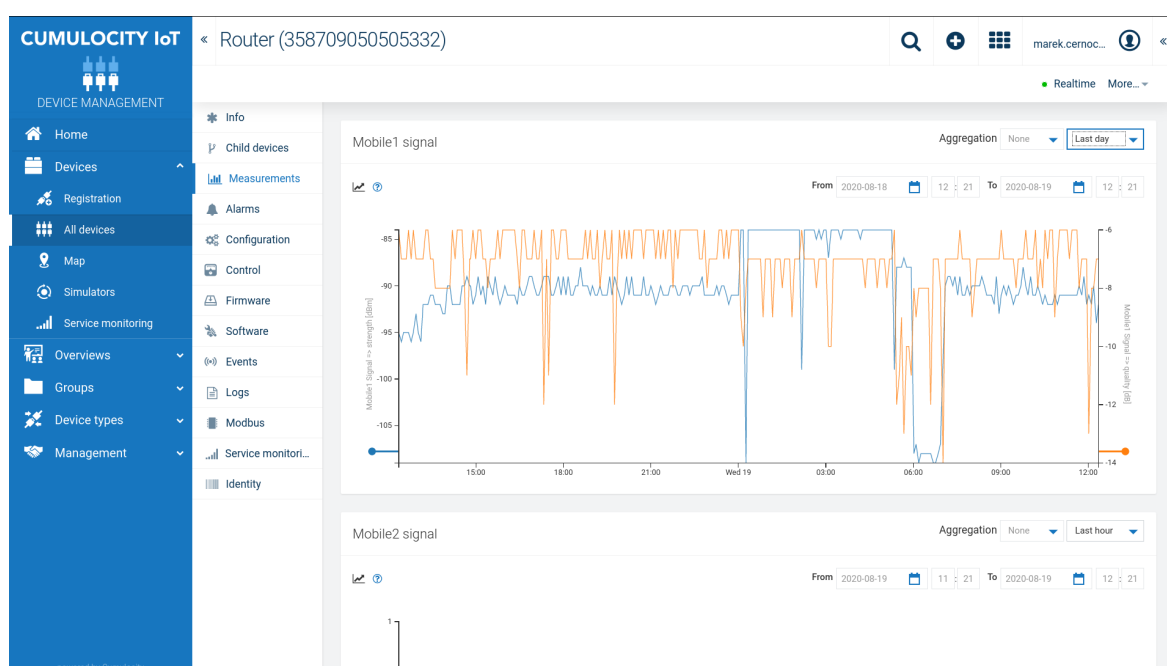 CUMULOCITY IoT
DEVICE MANAGEMENT
Home
Devices
Registration
All devices
Map
Simulators
Service monitoring
Overviews
Groups
Device types
Management
« Router (358709050505332)
marek.cernoc... «
Realtime More...
Info
Child devices
Measurements
Alarms
Configuration
Control
Firmware
Software
Events
Logs
Modbus
Service monitori...
Identity
Mobile1 signal
Aggregation None Last day
From 2020-08-18 12 : 21 To 2020-08-19 12 : 21
Mobile1 Signal => strength [dBm]
-85
-90
-95
-100
-105
Mobile1 Signal => quality [dB]
-6
-8
-10
-12
-14
15:00 18:00 21:00 Wed 19 03:00 06:00 09:00 12:00
Mobile2 signal
Aggregation None Last hour
From 2020-08-19 11 : 21 To 2020-08-19 12 : 21
1